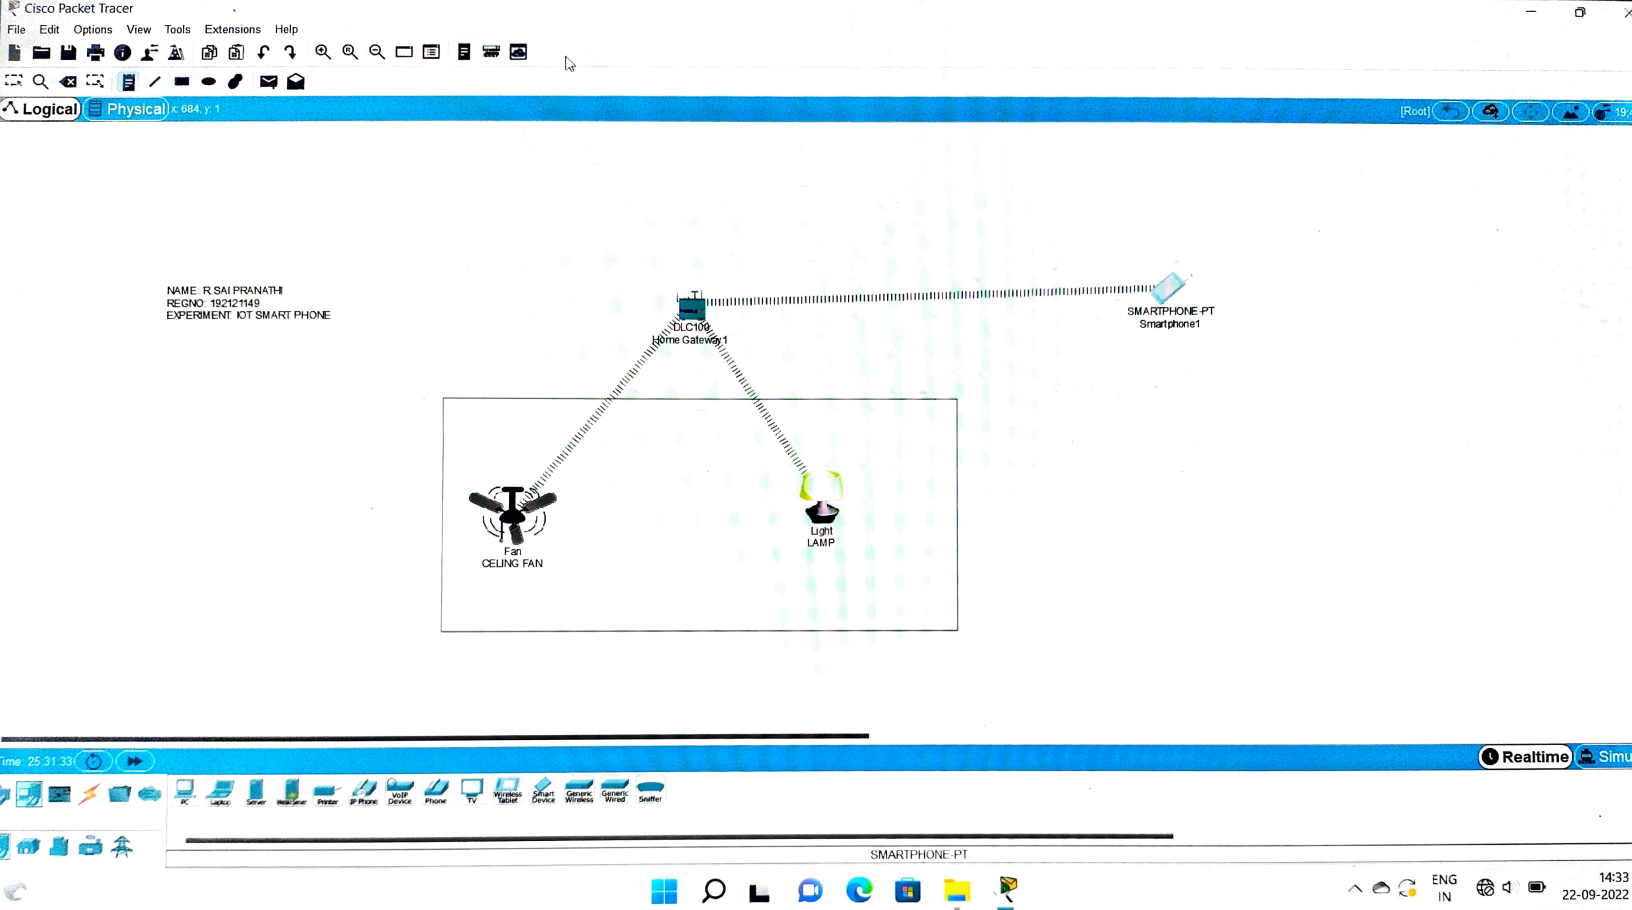 Cisco Packet Tracer
File Edit Options View Tools Extensions Help
Logical Physical x: 684, y: 1 [Root]
NAME: R.SAI PRANATHI
REGNO: 192121149
EXPERIMENT: IOT SMART PHONE
DLC100
Home Gateway1
SMARTPHONE-PT
Smartphone1
Fan
CELING FAN
Light
LAMP
Time: 25:31:33 Realtime Simu
PC Laptop Server Printer IP Phone VoIP Device Phone TV Wireless Tablet Smart Device Generic Wireless Generic Wired Sniffer
SMARTPHONE-PT
ENG
IN
14:33
22-09-2022